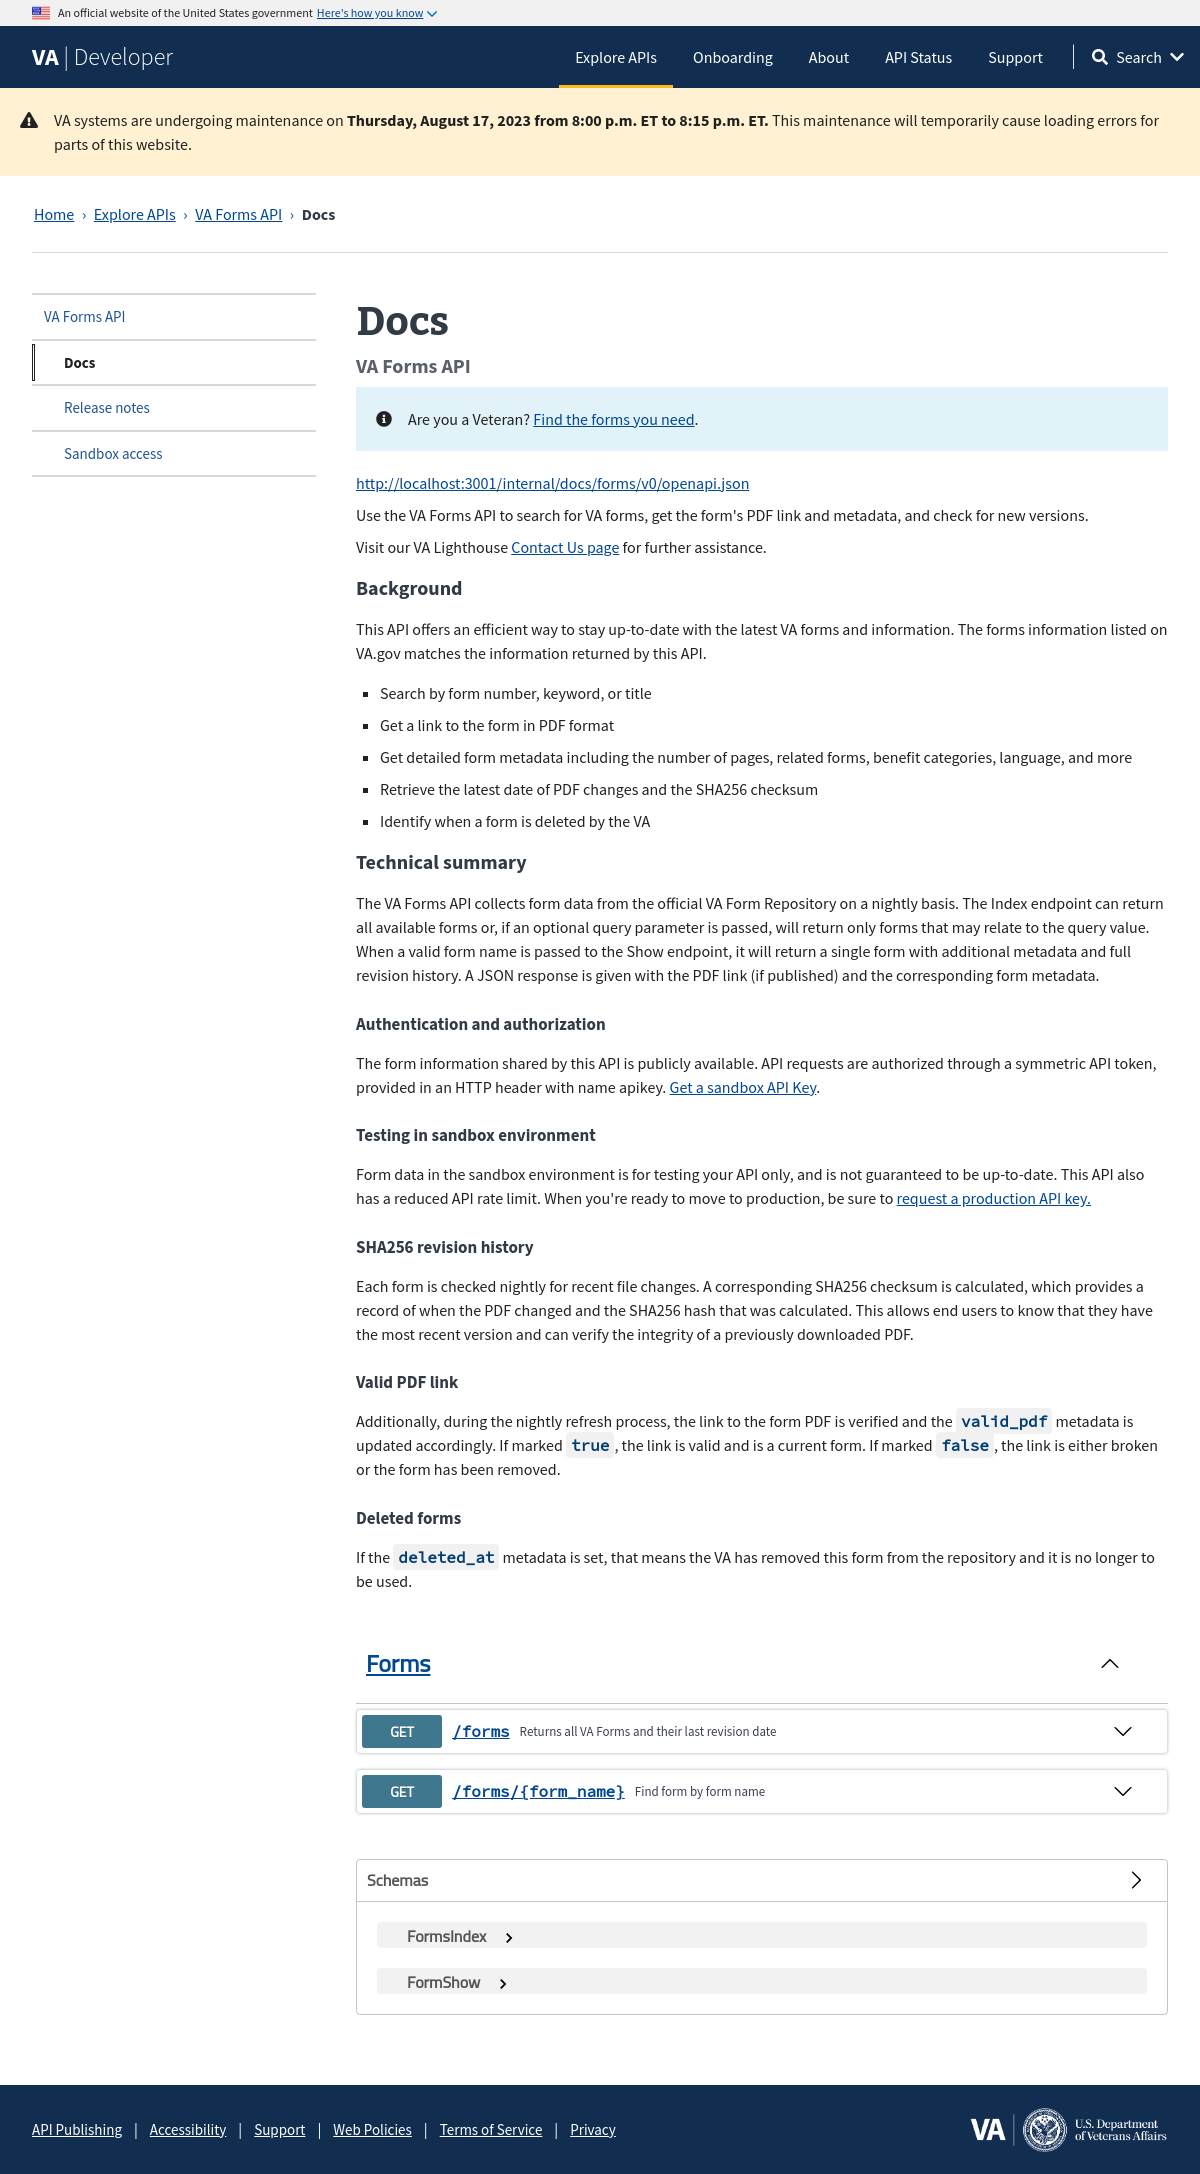 An official website of the United States government Here's how you know
VA | Developer
Explore APIs
Onboarding
About
API Status
Support
Search
VA systems are undergoing maintenance on Thursday, August 17, 2023 from 8:00 p.m. ET to 8:15 p.m. ET. This maintenance will temporarily cause loading errors for
parts of this website.
Home › Explore APIs › VA Forms API › Docs
VA Forms API
Docs
Release notes
Sandbox access
Docs
VA Forms API
Are you a Veteran? Find the forms you need.
http://localhost:3001/internal/docs/forms/v0/openapi.json
Use the VA Forms API to search for VA forms, get the form's PDF link and metadata, and check for new versions.
Visit our VA Lighthouse Contact Us page for further assistance.
Background
This API offers an efficient way to stay up-to-date with the latest VA forms and information. The forms information listed on
VA.gov matches the information returned by this API.
▪ Search by form number, keyword, or title
▪ Get a link to the form in PDF format
▪ Get detailed form metadata including the number of pages, related forms, benefit categories, language, and more
▪ Retrieve the latest date of PDF changes and the SHA256 checksum
▪ Identify when a form is deleted by the VA
Technical summary
The VA Forms API collects form data from the official VA Form Repository on a nightly basis. The Index endpoint can return
all available forms or, if an optional query parameter is passed, will return only forms that may relate to the query value.
When a valid form name is passed to the Show endpoint, it will return a single form with additional metadata and full
revision history. A JSON response is given with the PDF link (if published) and the corresponding form metadata.
Authentication and authorization
The form information shared by this API is publicly available. API requests are authorized through a symmetric API token,
provided in an HTTP header with name apikey. Get a sandbox API Key.
Testing in sandbox environment
Form data in the sandbox environment is for testing your API only, and is not guaranteed to be up-to-date. This API also
has a reduced API rate limit. When you're ready to move to production, be sure to request a production API key.
SHA256 revision history
Each form is checked nightly for recent file changes. A corresponding SHA256 checksum is calculated, which provides a
record of when the PDF changed and the SHA256 hash that was calculated. This allows end users to know that they have
the most recent version and can verify the integrity of a previously downloaded PDF.
Valid PDF link
Additionally, during the nightly refresh process, the link to the form PDF is verified and the valid_pdf metadata is
updated accordingly. If marked true, the link is valid and is a current form. If marked false, the link is either broken
or the form has been removed.
Deleted forms
If the deleted_at metadata is set, that means the VA has removed this form from the repository and it is no longer to
be used.
Forms
GET /forms Returns all VA Forms and their last revision date
GET /forms/{form_name} Find form by form name
Schemas
FormsIndex
FormShow
API Publishing | Accessibility | Support | Web Policies | Terms of Service | Privacy
VA | U.S. Department
of Veterans Affairs